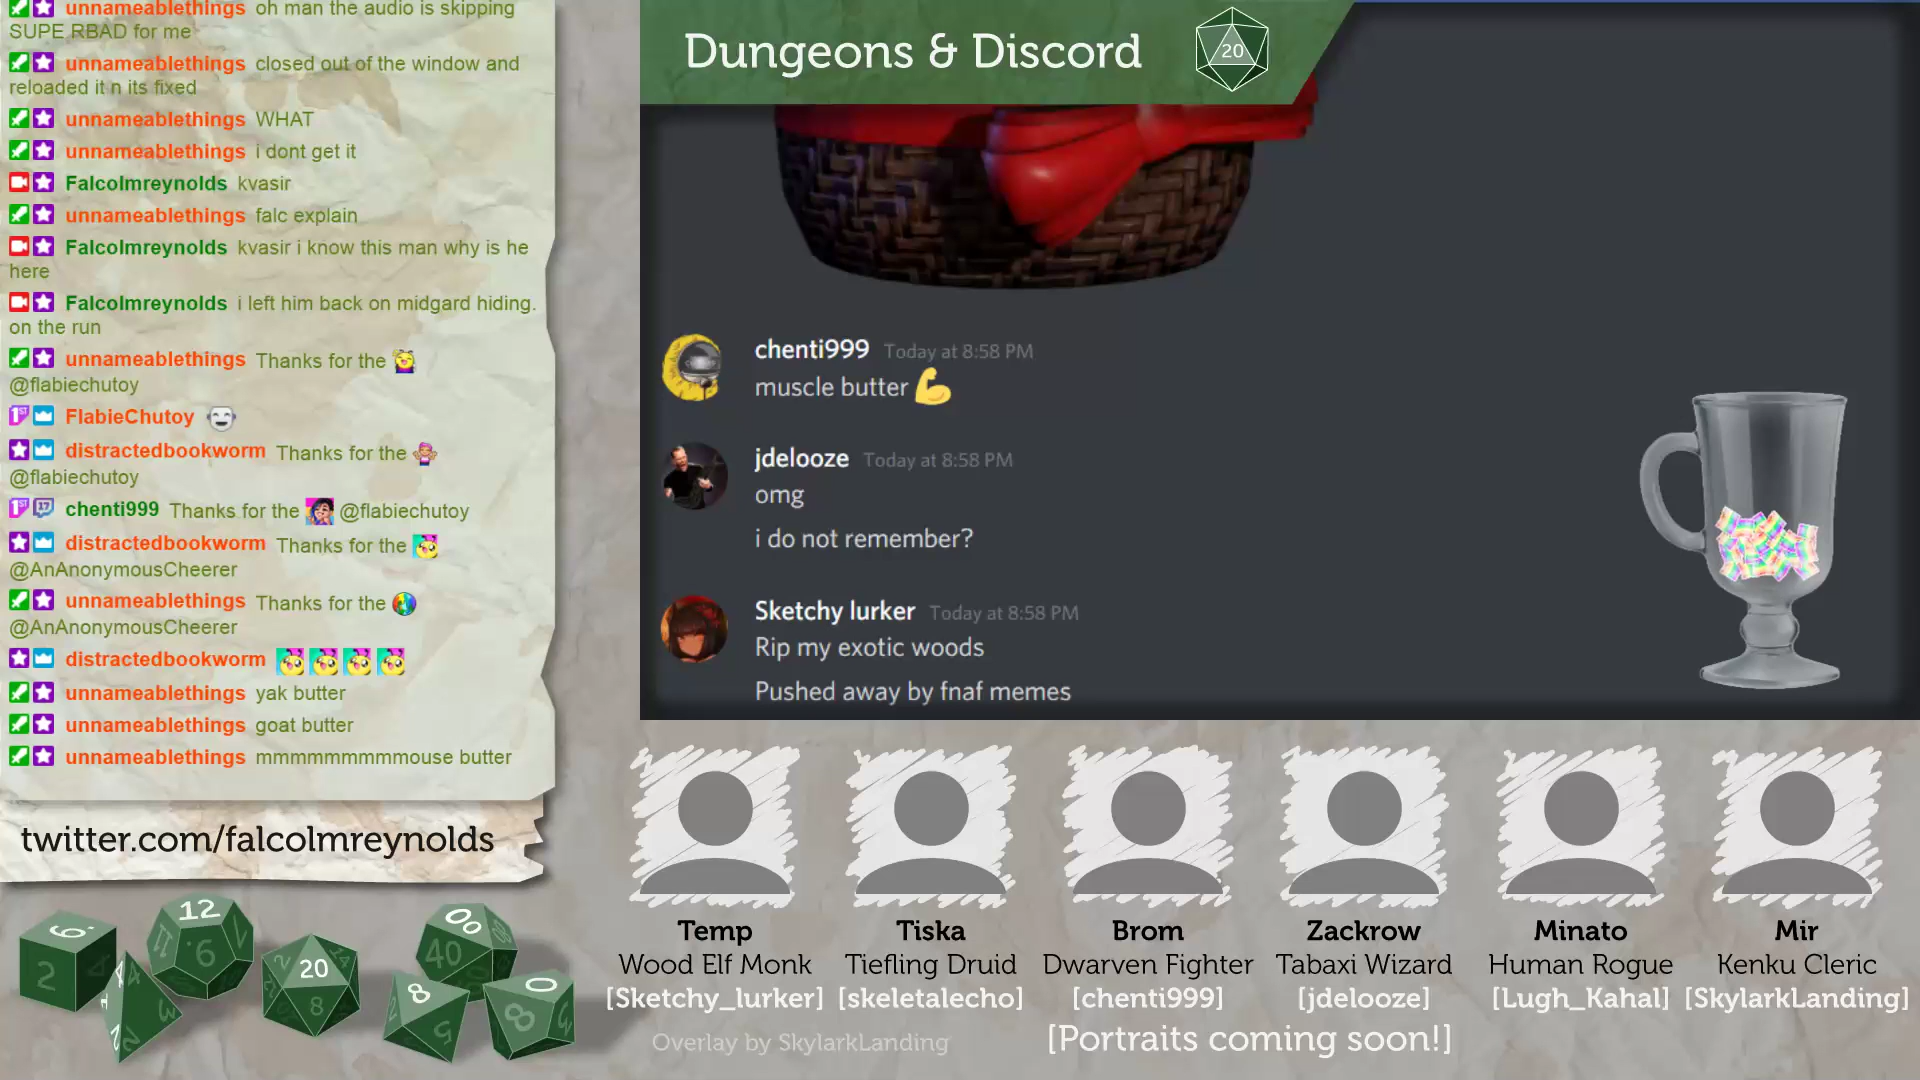 unnameablethings oh man the audio is skipping
SUPE RBAD for me
unnameablethings closed out of the window and
reloaded it n its fixed
unnameablethings WHAT
unnameablethings i dont get it
Falcolmreynolds kvasir
unnameablethings falc explain
Falcolmreynolds kvasir i know this man why is he
here
Falcolmreynolds i left him back on midgard hiding.
on the run
unnameablethings Thanks for the
@flabiechutoy
FlabieChutoy
distractedbookworm Thanks for the
@flabiechutoy
chenti999 Thanks for the @flabiechutoy
distractedbookworm Thanks for the
@AnAnonymousCheerer
unnameablethings Thanks for the
@AnAnonymousCheerer
distractedbookworm
unnameablethings yak butter
unnameablethings goat butter
unnameablethings mmmmmmmmmouse butter
twitter.com/falcolmreynolds
Dungeons & Discord
20
chenti999 Today at 8:58 PM
muscle butter
jdelooze Today at 8:58 PM
omg
i do not remember?
Sketchy lurker Today at 8:58 PM
Rip my exotic woods
Pushed away by fnaf memes
Temp
Wood Elf Monk
[Sketchy_lurker]
Tiska
Tiefling Druid
[skeletalecho]
Brom
Dwarven Fighter
[chenti999]
Zackrow
Tabaxi Wizard
[jdelooze]
Minato
Human Rogue
[Lugh_Kahal]
Mir
Kenku Cleric
[SkylarkLanding]
Overlay by SkylarkLanding
[Portraits coming soon!]